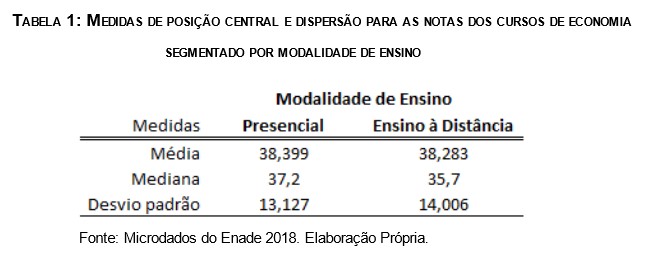 TABELA 1: MEDIDAS DE POSIÇÃO CENTRAL E DISPERSÃO PARA AS NOTAS DOS CURSOS DE ECONOMIA
SEGMENTADO POR MODALIDADE DE ENSINO
Modalidade de Ensino
Medidas Presencial Ensino à Distância
Média 38,399 38,283
Mediana 37,2 35,7
Desvio padrão 13,127 14,006
Fonte: Microdados do Enade 2018. Elaboração Própria.